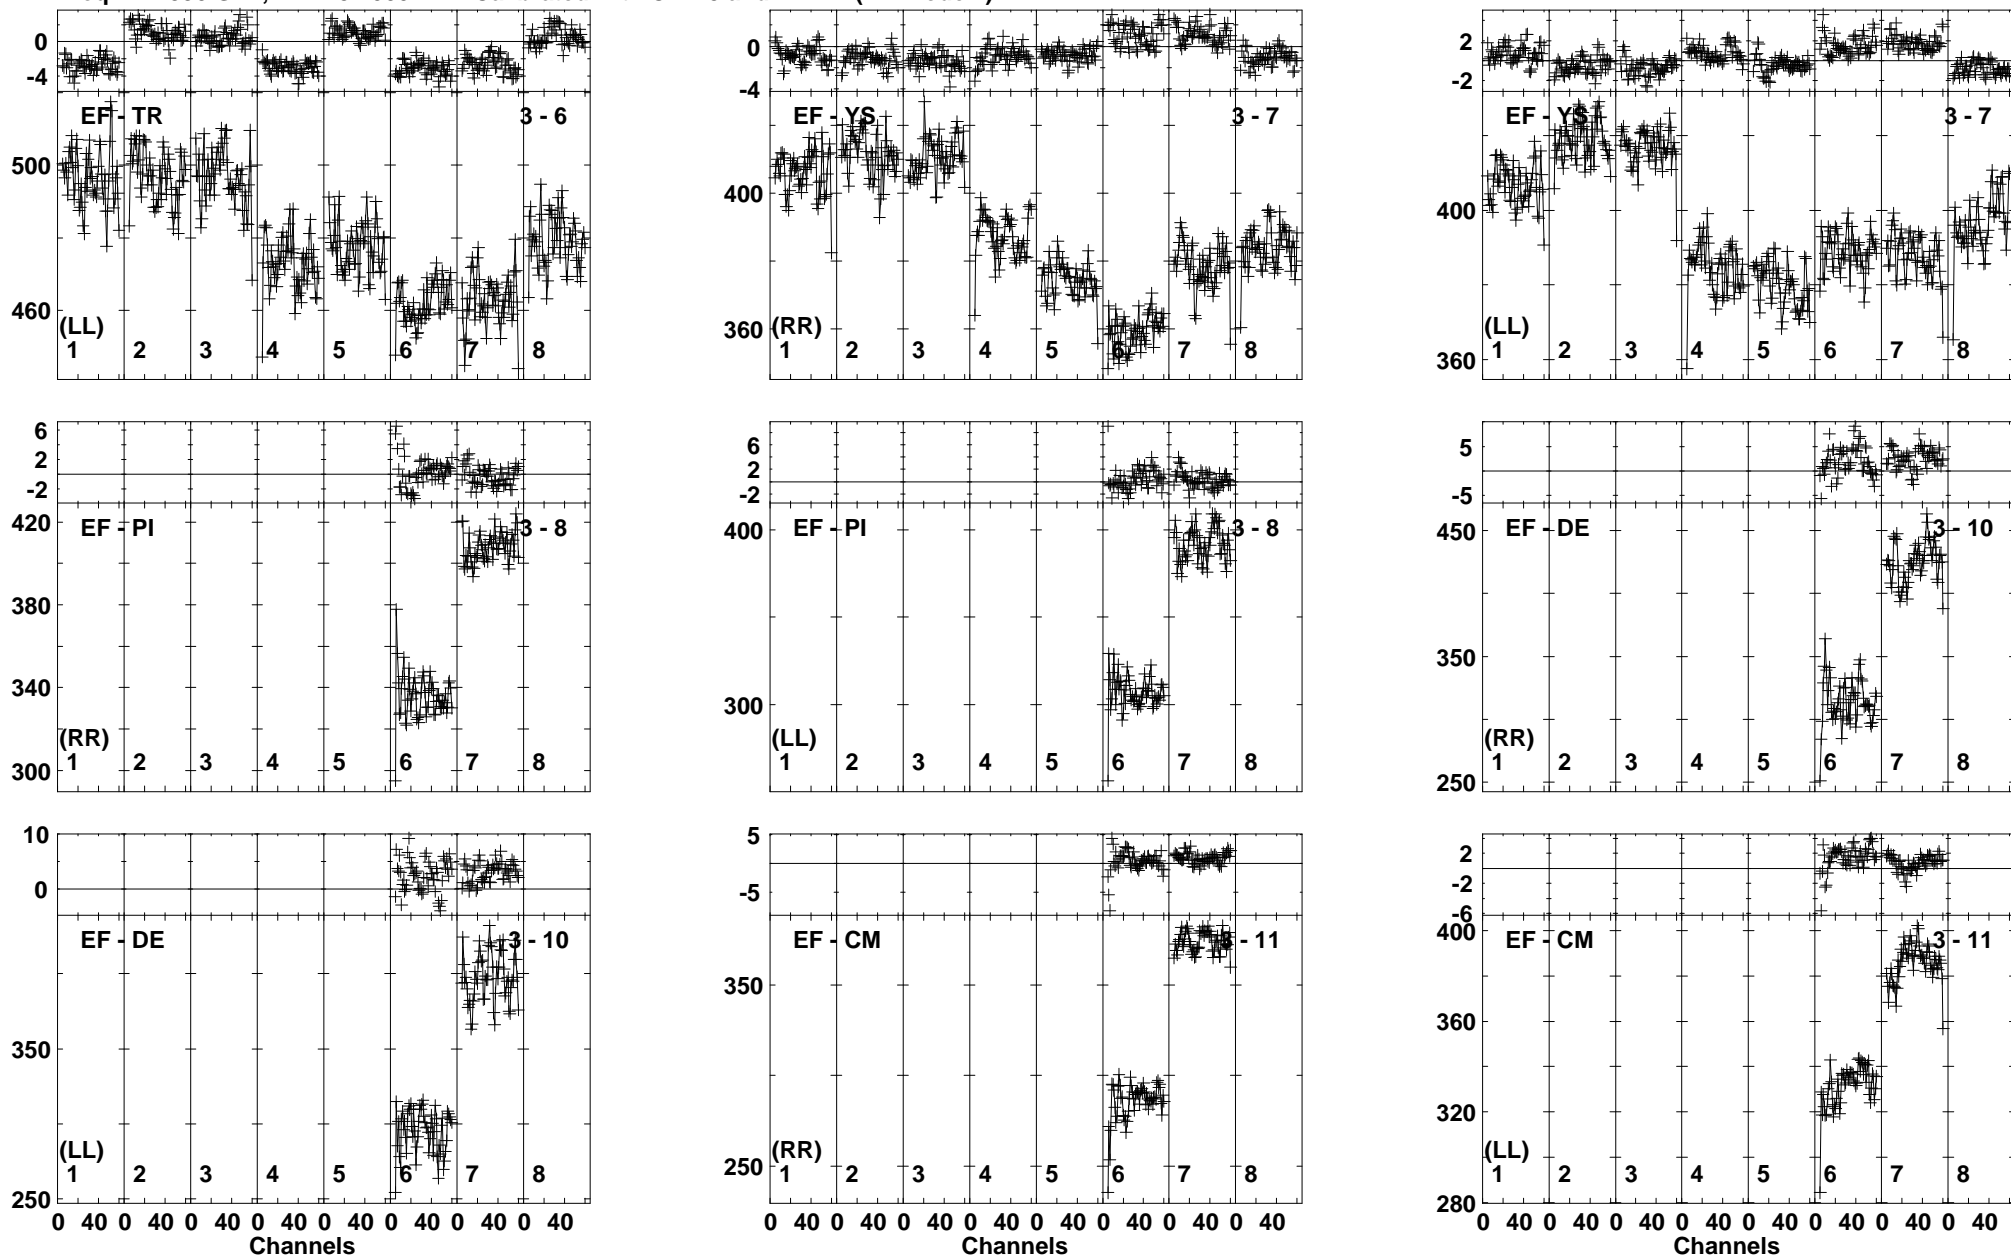 0
-4
EF - TR 3 - 6
500
460
(LL)
1 2 3 4 5 6 7 8
0
-4
EF - YS 3 - 7
400
360
(RR)
1 2 3 4 5 6 7 8
2
-2
EF - YS 3 - 7
400
360
(LL)
1 2 3 4 5 6 7 8
6
2
-2
EF - PI 3 - 8
420
380
340
300
(RR)
1 2 3 4 5 6 7 8
6
2
-2
EF - PI 3 - 8
400
300
(LL)
1 2 3 4 5 6 7 8
5
-5
EF - DE 3 - 10
450
350
250
(RR)
1 2 3 4 5 6 7 8
10
0
EF - DE 3 - 10
350
250
(LL)
1 2 3 4 5 6 7 8
0 40 0 40 0 40 0 40 0 40 0 40 0 40 0 40
Channels
5
-5
EF - CM 3 - 11
350
250
(RR)
1 2 3 4 5 6 7 8
0 40 0 40 0 40 0 40 0 40 0 40 0 40 0 40
Channels
2
-2
-6
EF - CM 3 - 11
400
360
320
280
(LL)
1 2 3 4 5 6 7 8
0 40 0 40 0 40 0 40 0 40 0 40 0 40 0 40
Channels